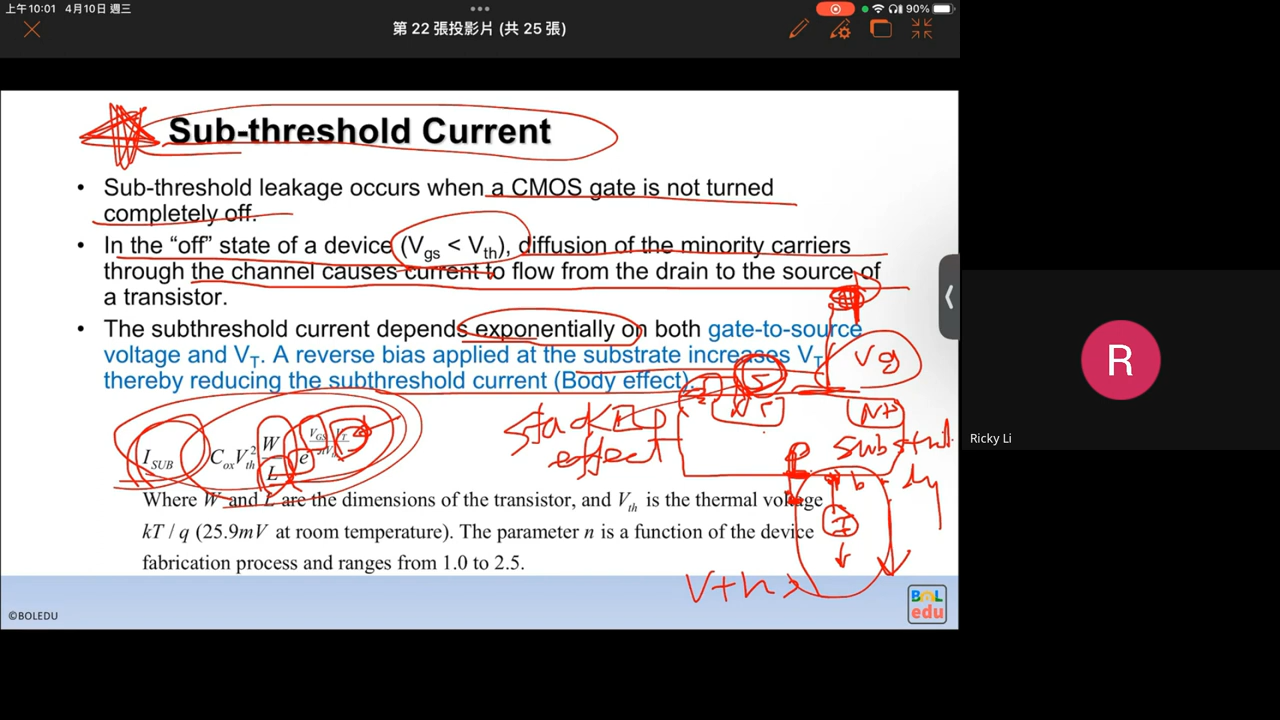 上午10:01 4月10日 週三
90%
第 22 張投影片 (共 25 張)
Sub-threshold Current
• Sub-threshold leakage occurs when a CMOS gate is not turned
completely off.
• In the “off” state of a device (Vgs < Vth), diffusion of the minority carriers
through the channel causes current to flow from the drain to the source of
a transistor.
• The subthreshold current depends exponentially on both gate-to-source
voltage and VT. A reverse bias applied at the substrate increases VT
thereby reducing the subthreshold current (Body effect).
Vg
S
N+
stacking
effect
P
b
I
ISUB CoxVth² W/L e
Where W and L are the dimensions of the transistor, and Vth is the thermal voltage
kT / q (25.9mV at room temperature). The parameter n is a function of the device
fabrication process and ranges from 1.0 to 2.5.
Vth
©BOLEDU
BOL
edu
R
Ricky Li